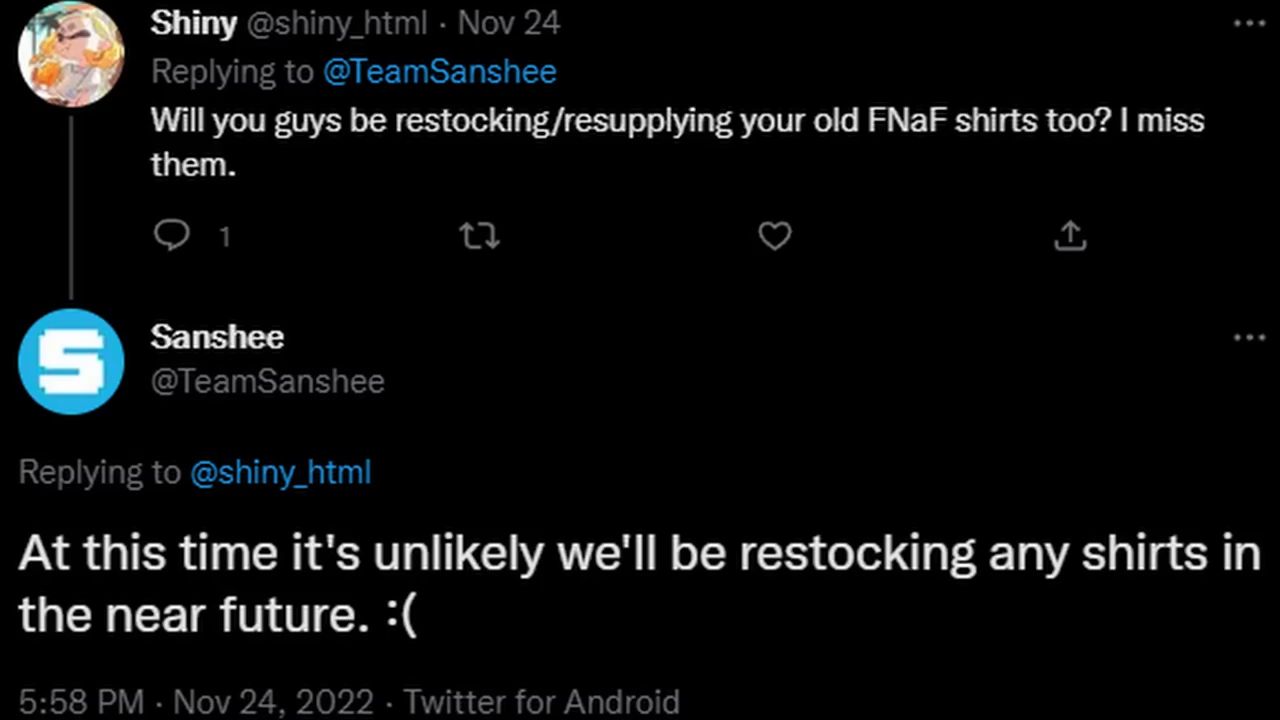 Shiny @shiny_html · Nov 24
Replying to @TeamSanshee
Will you guys be restocking/resupplying your old FNaF shirts too? I miss
them.
1
S
Sanshee
@TeamSanshee
Replying to @shiny_html
At this time it's unlikely we'll be restocking any shirts in
the near future. :(
5:58 PM · Nov 24, 2022 · Twitter for Android